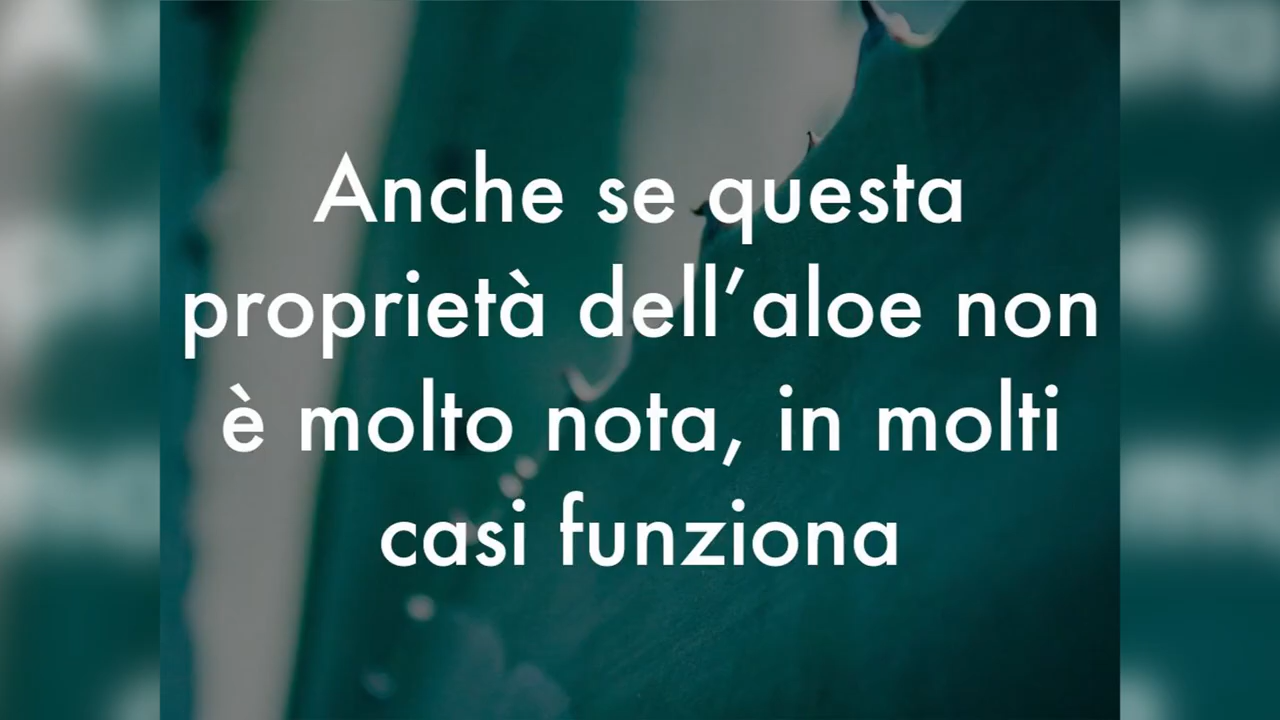 Anche se questa
proprietà dell’aloe non
è molto nota, in molti
casi funziona